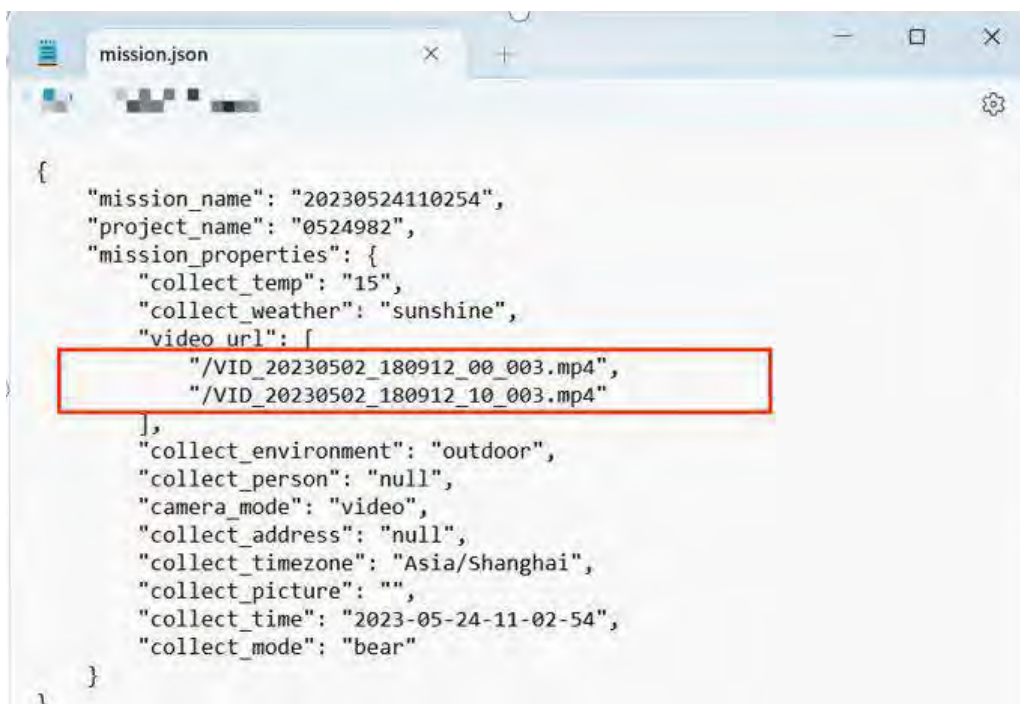 mission.json
{
"mission_name": "20230524110254",
"project_name": "0524982",
"mission_properties": {
"collect_temp": "15",
"collect_weather": "sunshine",
"video_url": [
"/VID_20230502_180912_00_003.mp4",
"/VID_20230502_180912_10_003.mp4"
],
"collect_environment": "outdoor",
"collect_person": "null",
"camera_mode": "video",
"collect_address": "null",
"collect_timezone": "Asia/Shanghai",
"collect_picture": "",
"collect_time": "2023-05-24-11-02-54",
"collect_mode": "bear"
}
}